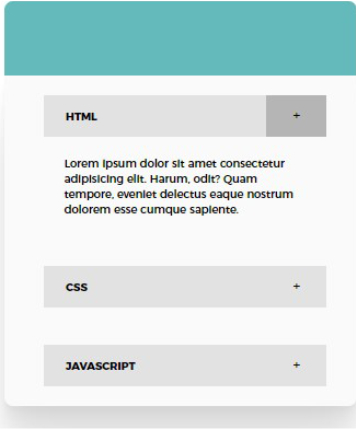 HTML +
Lorem ipsum dolor sit amet consectetur
adipisicing elit. Harum, odit? Quam
tempore, eveniet delectus eaque nostrum
dolorem esse cumque sapiente.
CSS +
JAVASCRIPT +